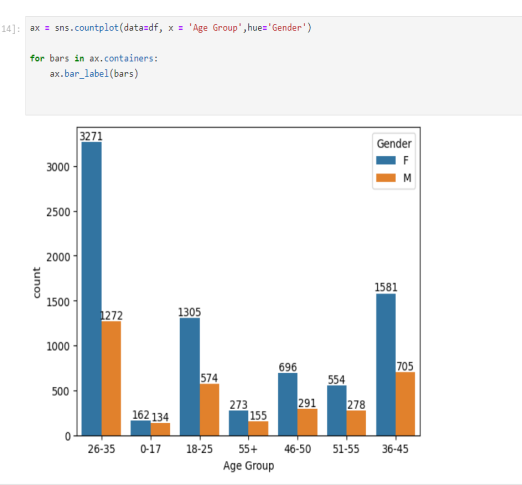 14]: ax = sns.countplot(data=df, x = 'Age Group',hue='Gender')
for bars in ax.containers:
    ax.bar_label(bars)
3271
Gender
F
M
3000
2500
2000
1581
1500
1305
1272
1000
705
696
574
554
500
291
273
278
162
134
155
0
count
26-35 0-17 18-25 55+ 46-50 51-55 36-45
Age Group